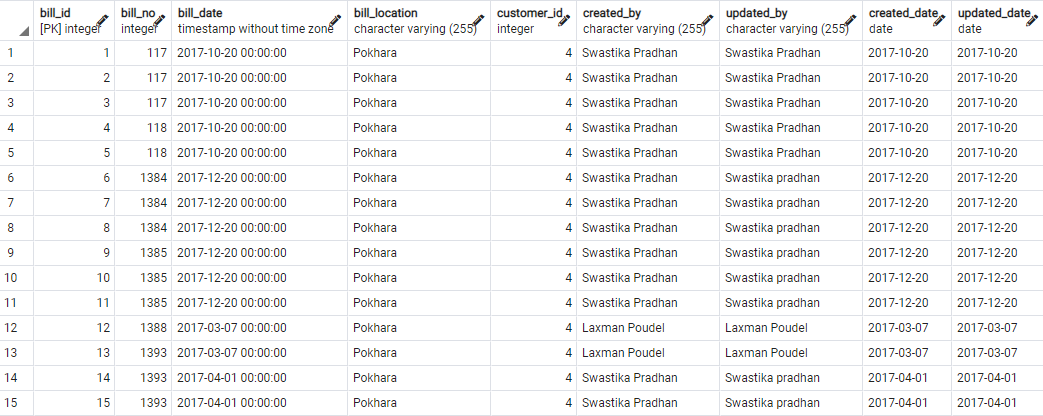 bill_id bill_no bill_date bill_location customer_id created_by updated_by created_date updated_date
[PK] integer integer timestamp without time zone character varying (255) integer character varying (255) character varying (255) date date
1 1 117 2017-10-20 00:00:00 Pokhara 4 Swastika Pradhan Swastika Pradhan 2017-10-20 2017-10-20
2 2 117 2017-10-20 00:00:00 Pokhara 4 Swastika Pradhan Swastika Pradhan 2017-10-20 2017-10-20
3 3 117 2017-10-20 00:00:00 Pokhara 4 Swastika Pradhan Swastika Pradhan 2017-10-20 2017-10-20
4 4 118 2017-10-20 00:00:00 Pokhara 4 Swastika Pradhan Swastika Pradhan 2017-10-20 2017-10-20
5 5 118 2017-10-20 00:00:00 Pokhara 4 Swastika Pradhan Swastika Pradhan 2017-10-20 2017-10-20
6 6 1384 2017-12-20 00:00:00 Pokhara 4 Swastika Pradhan Swastika pradhan 2017-12-20 2017-12-20
7 7 1384 2017-12-20 00:00:00 Pokhara 4 Swastika Pradhan Swastika pradhan 2017-12-20 2017-12-20
8 8 1384 2017-12-20 00:00:00 Pokhara 4 Swastika Pradhan Swastika pradhan 2017-12-20 2017-12-20
9 9 1385 2017-12-20 00:00:00 Pokhara 4 Swastika Pradhan Swastika pradhan 2017-12-20 2017-12-20
10 10 1385 2017-12-20 00:00:00 Pokhara 4 Swastika Pradhan Swastika pradhan 2017-12-20 2017-12-20
11 11 1385 2017-12-20 00:00:00 Pokhara 4 Swastika Pradhan Swastika pradhan 2017-12-20 2017-12-20
12 12 1388 2017-03-07 00:00:00 Pokhara 4 Laxman Poudel Laxman Poudel 2017-03-07 2017-03-07
13 13 1393 2017-03-07 00:00:00 Pokhara 4 Laxman Poudel Laxman Poudel 2017-03-07 2017-03-07
14 14 1393 2017-04-01 00:00:00 Pokhara 4 Swastika Pradhan Swastika pradhan 2017-04-01 2017-04-01
15 15 1393 2017-04-01 00:00:00 Pokhara 4 Swastika Pradhan Swastika pradhan 2017-04-01 2017-04-01